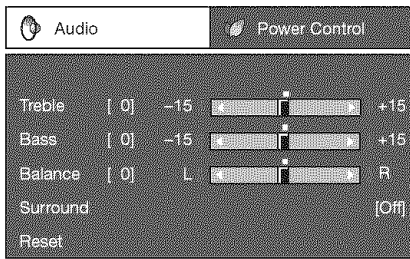 Audio Power Control
Treble [ 0] –15 +15
Bass [ 0] –15 +15
Balance [ 0] L R
Surround [Off]
Reset